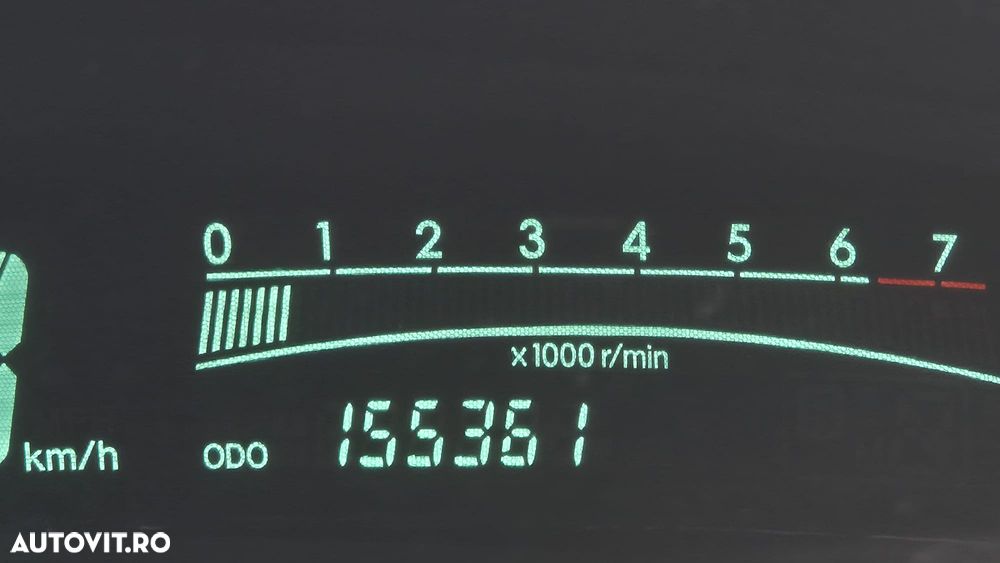 0 1 2 3 4 5 6 7
x1000 r/min
km/h ODO 155361
AUTOVIT.RO